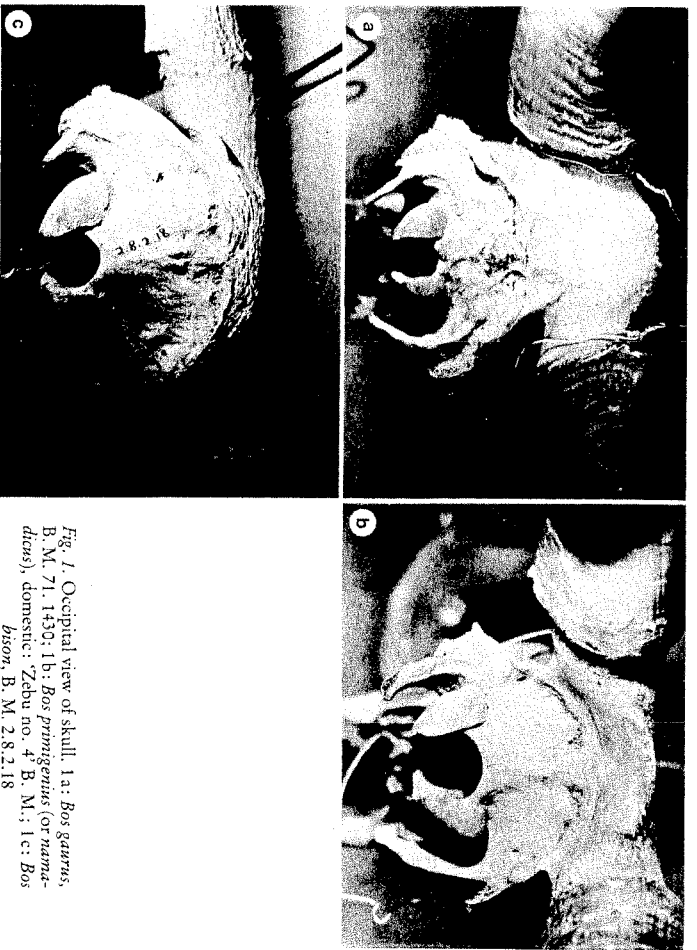 a
b
c
2.8.2.18
Fig. 1. Occipital view of skull. 1a: Bos gaurus,
B. M. 71. 1430; 1b: Bos primigenius (or nama-
dicus), domestic: 'Zebu no. 4' B. M.; 1c: Bos
bison, B. M. 2.8.2.18